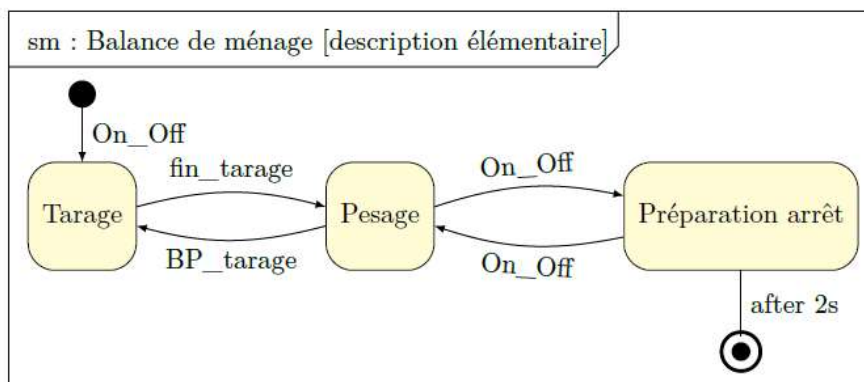 sm : Balance de ménage [description élémentaire]
On_Off
fin_tarage
On_Off
Tarage
Pesage
Préparation arrêt
BP_tarage
On_Off
after 2s